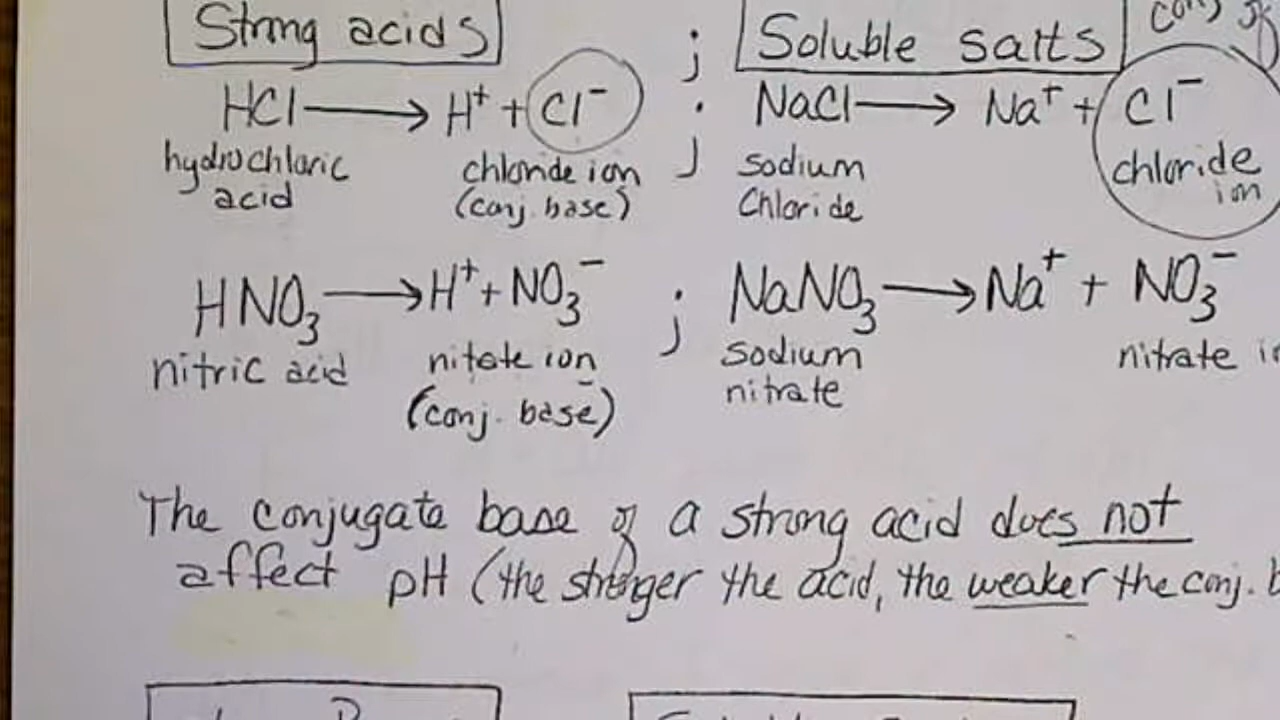 Strong acids ; Soluble salts
HCl → H⁺ + Cl⁻ ; NaCl → Na⁺ + Cl⁻
hydrochloric chloride ion sodium chloride
acid (conj. base) Chloride ion
HNO₃ → H⁺ + NO₃⁻ ; NaNO₃ → Na⁺ + NO₃⁻
nitric acid nitrate ion sodium nitrate
(conj. base) nitrate
The conjugate base of a strong acid does not
affect pH (the stronger the acid, the weaker the conj.